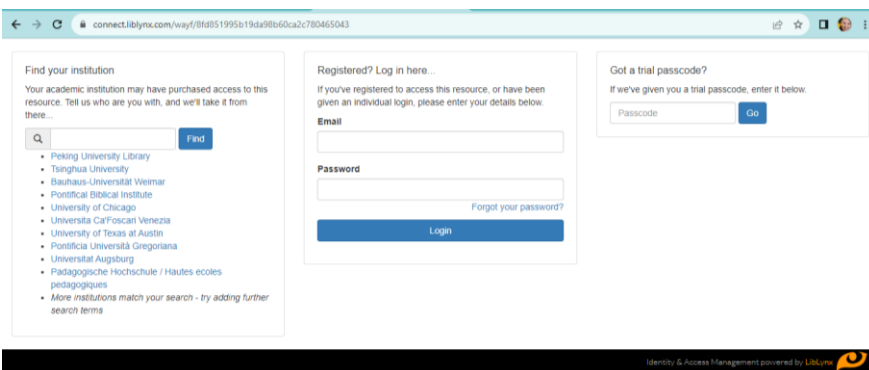 connect.liblynx.com/wayf/8fd851995b19da98b60ca2c780465043
Find your institution
Your academic institution may have purchased access to this
resource. Tell us who are you with, and we'll take it from
there...
Find
Peking University Library
Tsinghua University
Bauhaus-Universität Weimar
Pontifical Biblical Institute
University of Chicago
Universita Ca'Foscari Venezia
University of Texas at Austin
Pontificia Università Gregoriana
Universitat Augsburg
Padagogische Hochschule / Hautes ecoles
pedagogiques
More institutions match your search - try adding further
search terms
Registered? Log in here...
If you've registered to access this resource, or have been
given an individual login, please enter your details below.
Email
Password
Forgot your password?
Login
Got a trial passcode?
If we've given you a trial passcode, enter it below.
Passcode
Go
Identity & Access Management powered by LibLynx